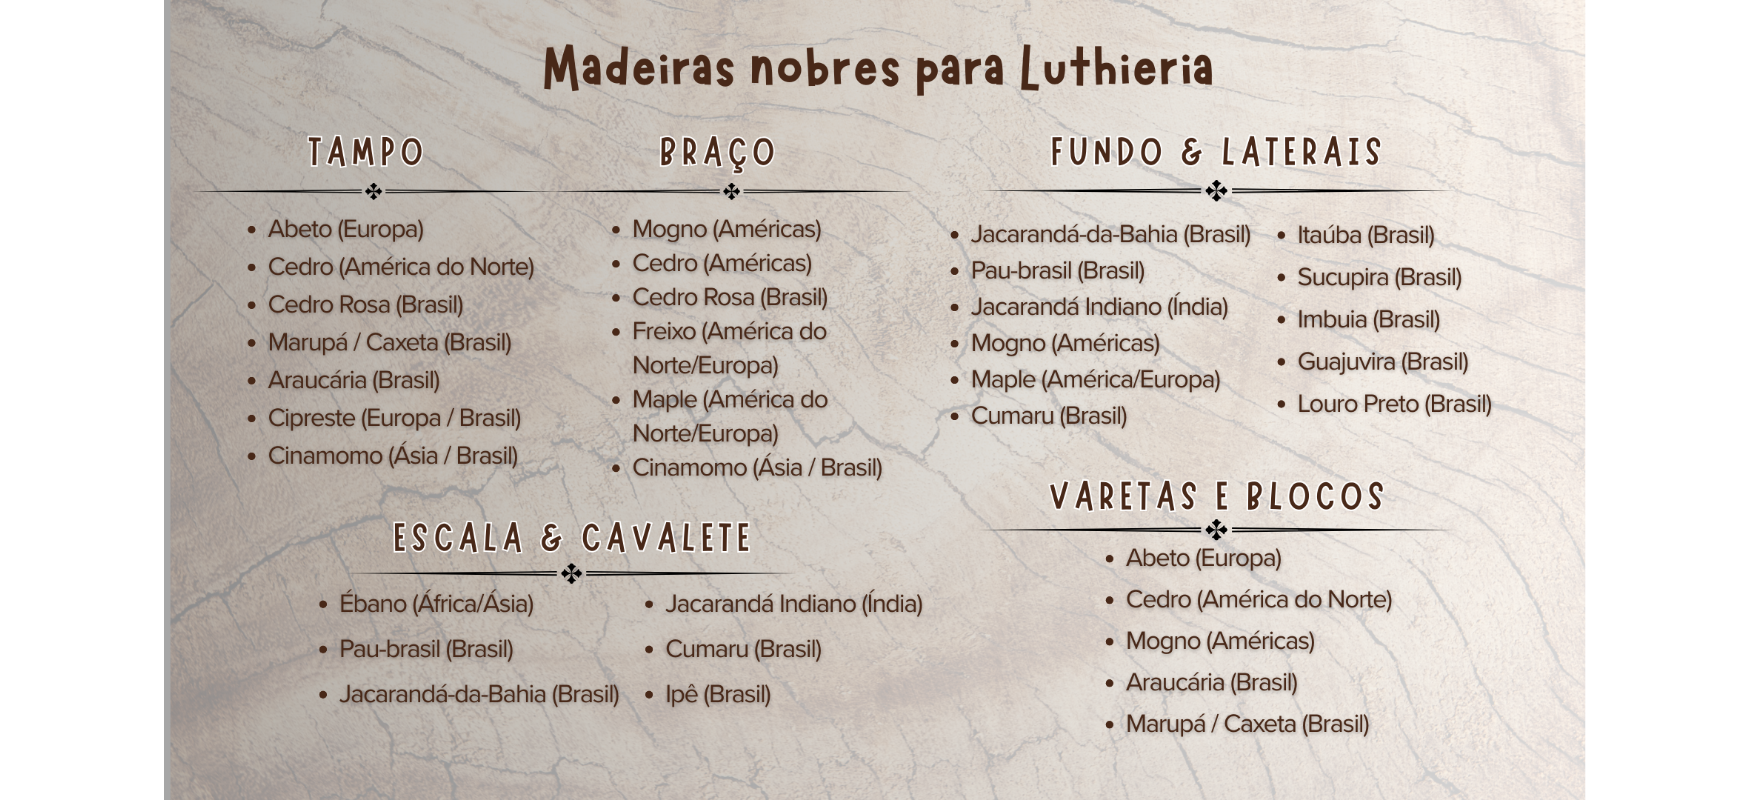 Madeiras nobres para Luthieria
TAMPO
• Abeto (Europa)
• Cedro (América do Norte)
• Cedro Rosa (Brasil)
• Marupá / Caxeta (Brasil)
• Araucária (Brasil)
• Cipreste (Europa / Brasil)
• Cinamomo (Ásia / Brasil)
BRAÇO
• Mogno (Américas)
• Cedro (Américas)
• Cedro Rosa (Brasil)
• Freixo (América do
Norte/Europa)
• Maple (América do
Norte/Europa)
• Cinamomo (Ásia / Brasil)
FUNDO & LATERAIS
• Jacarandá-da-Bahia (Brasil)
• Pau-brasil (Brasil)
• Jacarandá Indiano (Índia)
• Mogno (Américas)
• Maple (América/Europa)
• Cumaru (Brasil)
• Itaúba (Brasil)
• Sucupira (Brasil)
• Imbuia (Brasil)
• Guajuvira (Brasil)
• Louro Preto (Brasil)
ESCALA & CAVALETE
• Ébano (África/Ásia)
• Pau-brasil (Brasil)
• Jacarandá-da-Bahia (Brasil)
• Jacarandá Indiano (Índia)
• Cumaru (Brasil)
• Ipê (Brasil)
VARETAS E BLOCOS
• Abeto (Europa)
• Cedro (América do Norte)
• Mogno (Américas)
• Araucária (Brasil)
• Marupá / Caxeta (Brasil)